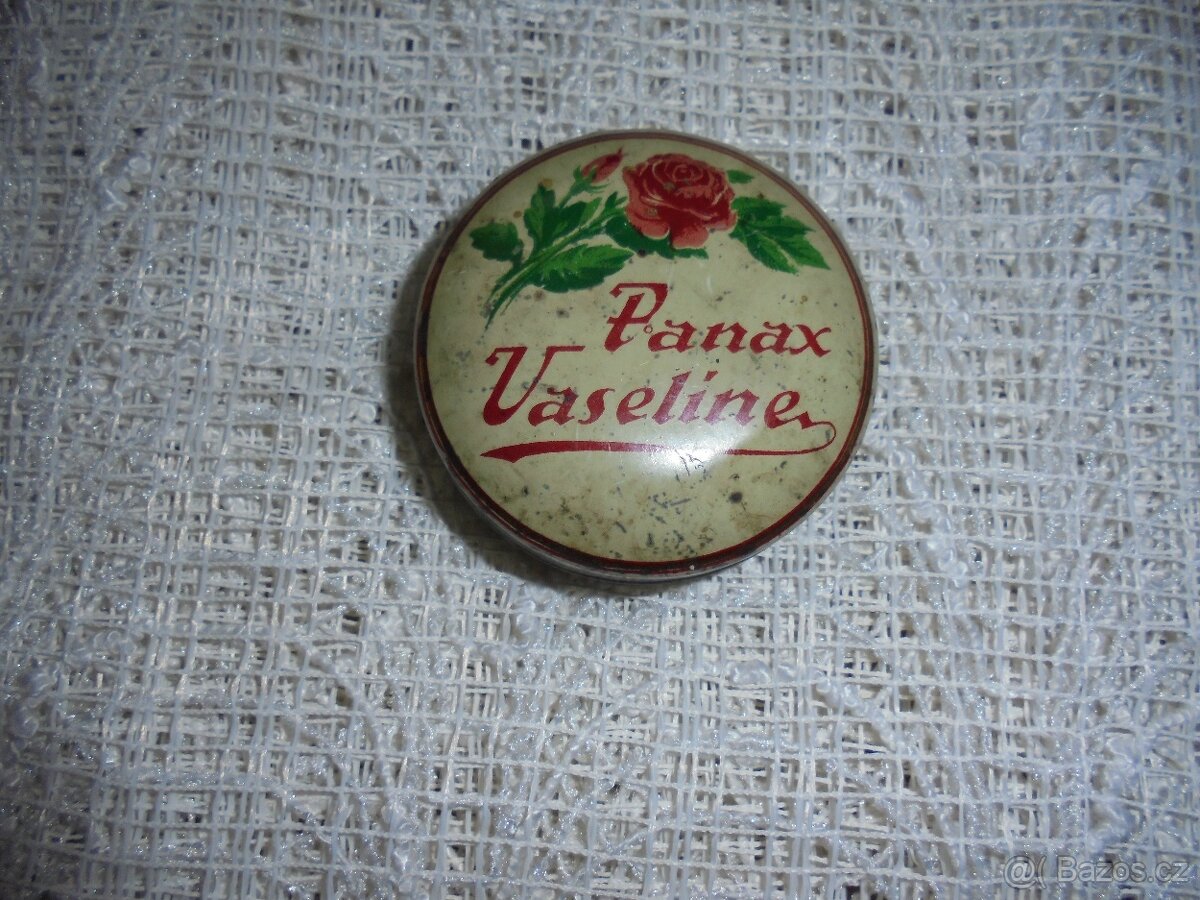 Panax
Vaseline
@( Bazos.cz